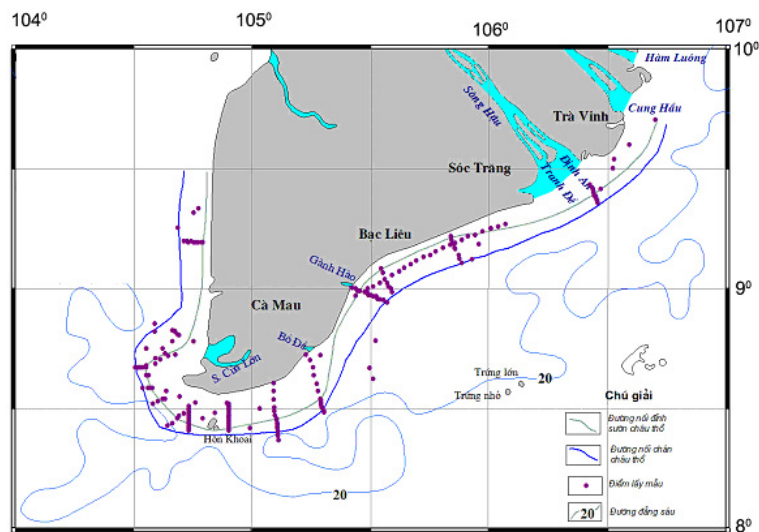 104⁰ 105⁰ 106⁰ 107⁰
10⁰
Hàm Luông
Cung Hầu
Sông Hậu
Trà Vinh
Định An
Sóc Trăng
Tranh Đề
Bạc Liêu
Gành Hào
9⁰
Cà Mau
Bồ Đề
S. Cửa Lớn
Trứng lớn
20
Trứng nhỏ
Hòn Khoai
20
8⁰
Chú giải
Đường nối đỉnh
sườn châu thổ
Đường nối chân
châu thổ
Điểm lấy mẫu
20
Đường đẳng sâu